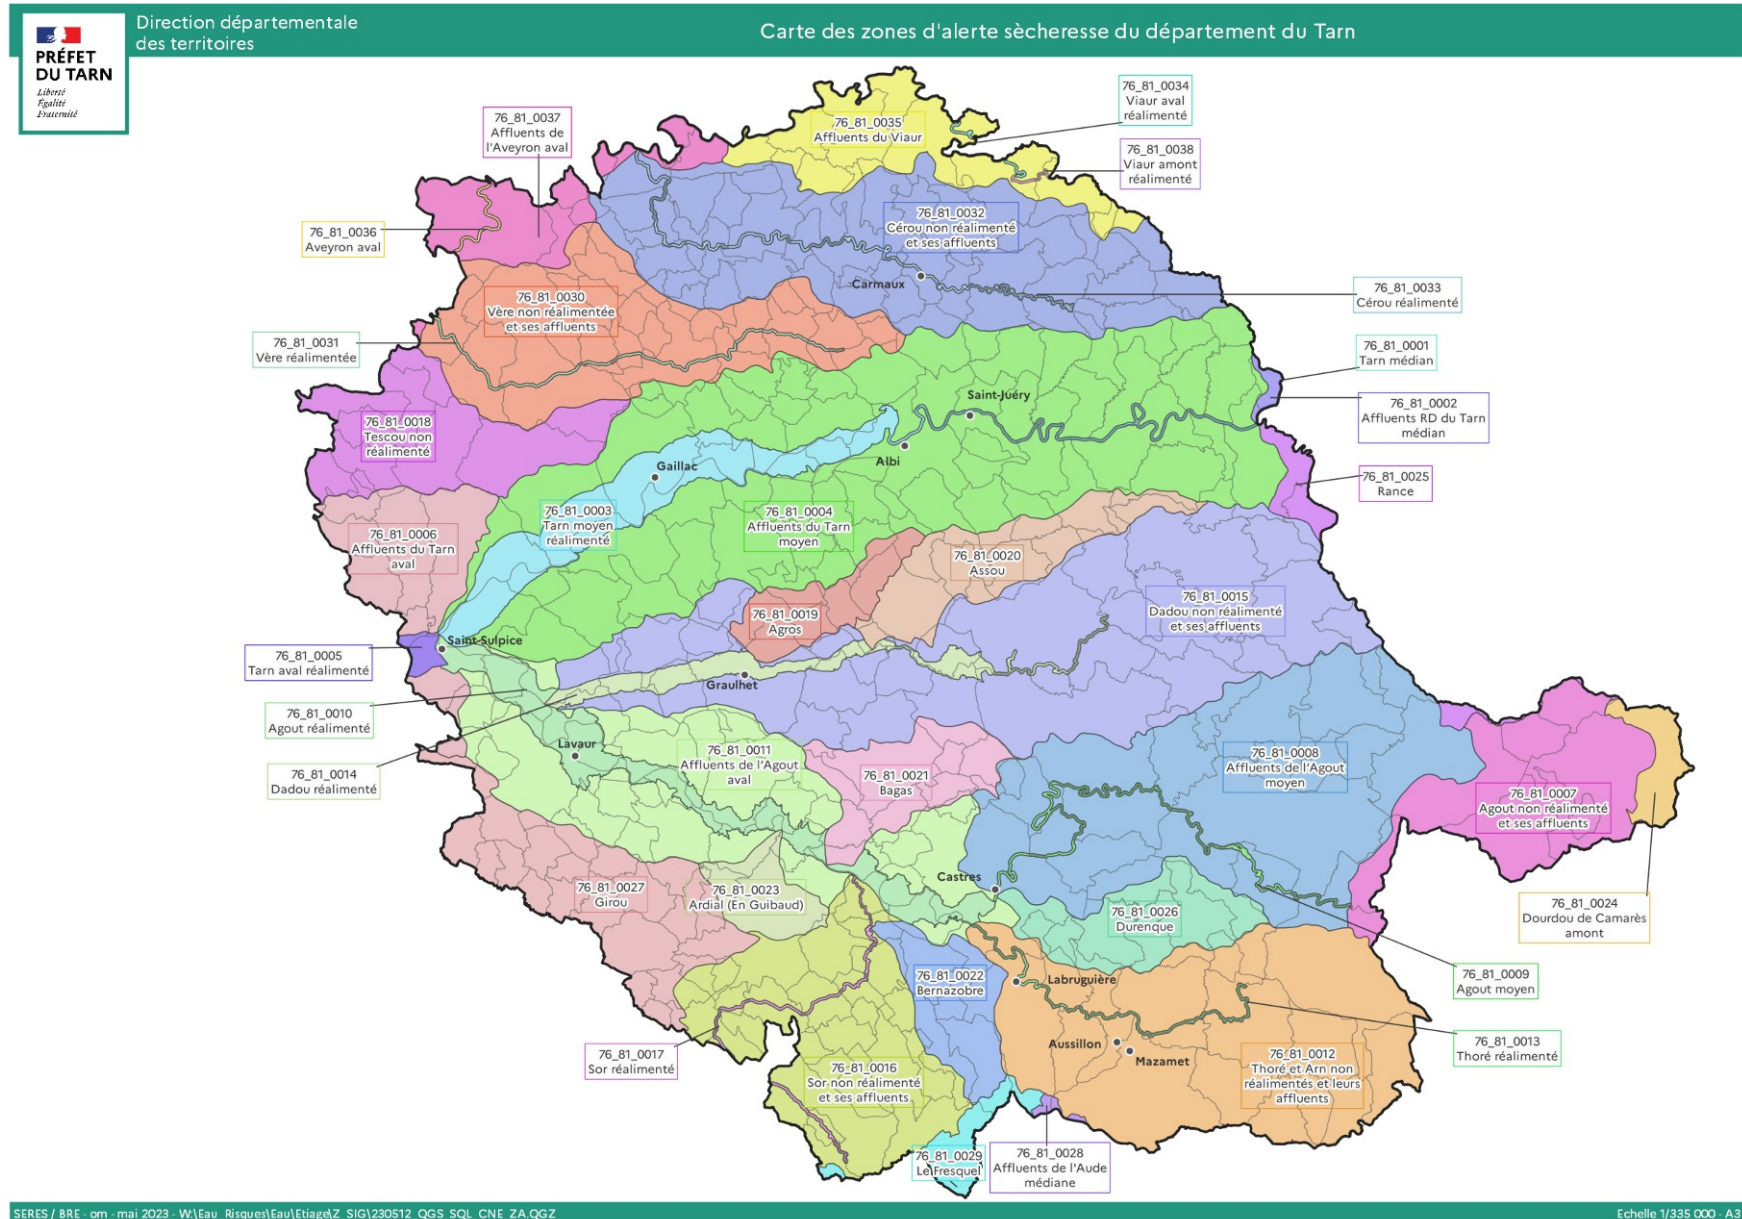 Direction départementale
des territoires
Carte des zones d'alerte sècheresse du département du Tarn
PRÉFET
DU TARN
Liberté
Égalité
Fraternité
76_81_0034
Viaur aval
réalimenté
76_81_0037
Affluents de
l'Aveyron aval
76_81_0035
Affluents du Viaur
76_81_0038
Viaur amont
réalimenté
76_81_0036
Aveyron aval
76_81_0032
Cérou non réalimenté
et ses affluents
Carmaux
76_81_0033
Cérou réalimenté
76_81_0030
Vère non réalimentée
et ses affluents
76_81_0031
Vère réalimentée
76_81_0001
Tarn médian
76_81_0002
Affluents RD du Tarn
médian
Saint-Juéry
76_81_0018
Tescou non
réalimenté
Albi
Gaillac
76_81_0025
Rance
76_81_0003
Tarn moyen
réalimenté
76_81_0004
Affluents du Tarn
moyen
76_81_0006
Affluents du Tarn
aval
76_81_0020
Assou
76_81_0015
Dadou non réalimenté
et ses affluents
76_81_0019
Agros
Saint-Sulpice
76_81_0005
Tarn aval réalimenté
Graulhet
76_81_0010
Agout réalimenté
Lavaur
76_81_0011
Affluents de l'Agout
aval
76_81_0008
Affluents de l'Agout
moyen
76_81_0014
Dadou réalimenté
76_81_0021
Bagas
76_81_0007
Agout non réalimenté
et ses affluents
Castres
76_81_0027
Girou
76_81_0023
Ardial (En Guibaud)
76_81_0026
Durenque
76_81_0024
Dourdou de Camarès
amont
76_81_0022
Bernazobre
Labruguière
76_81_0009
Agout moyen
76_81_0017
Sor réalimenté
Aussillon
Mazamet
76_81_0013
Thoré réalimenté
76_81_0016
Sor non réalimenté
et ses affluents
76_81_0012
Thoré et Arn non
réalimentés et leurs
affluents
76_81_0029
Le Fresquel
76_81_0028
Affluents de l'Aude
médiane
SERES / BRE - om - mai 2023 - W:\Eau_Risques\Eau\Etiage\Z_SIG\230512_QGS_SQL_CNE_ZA.QGZ
Echelle 1/335 000 - A3